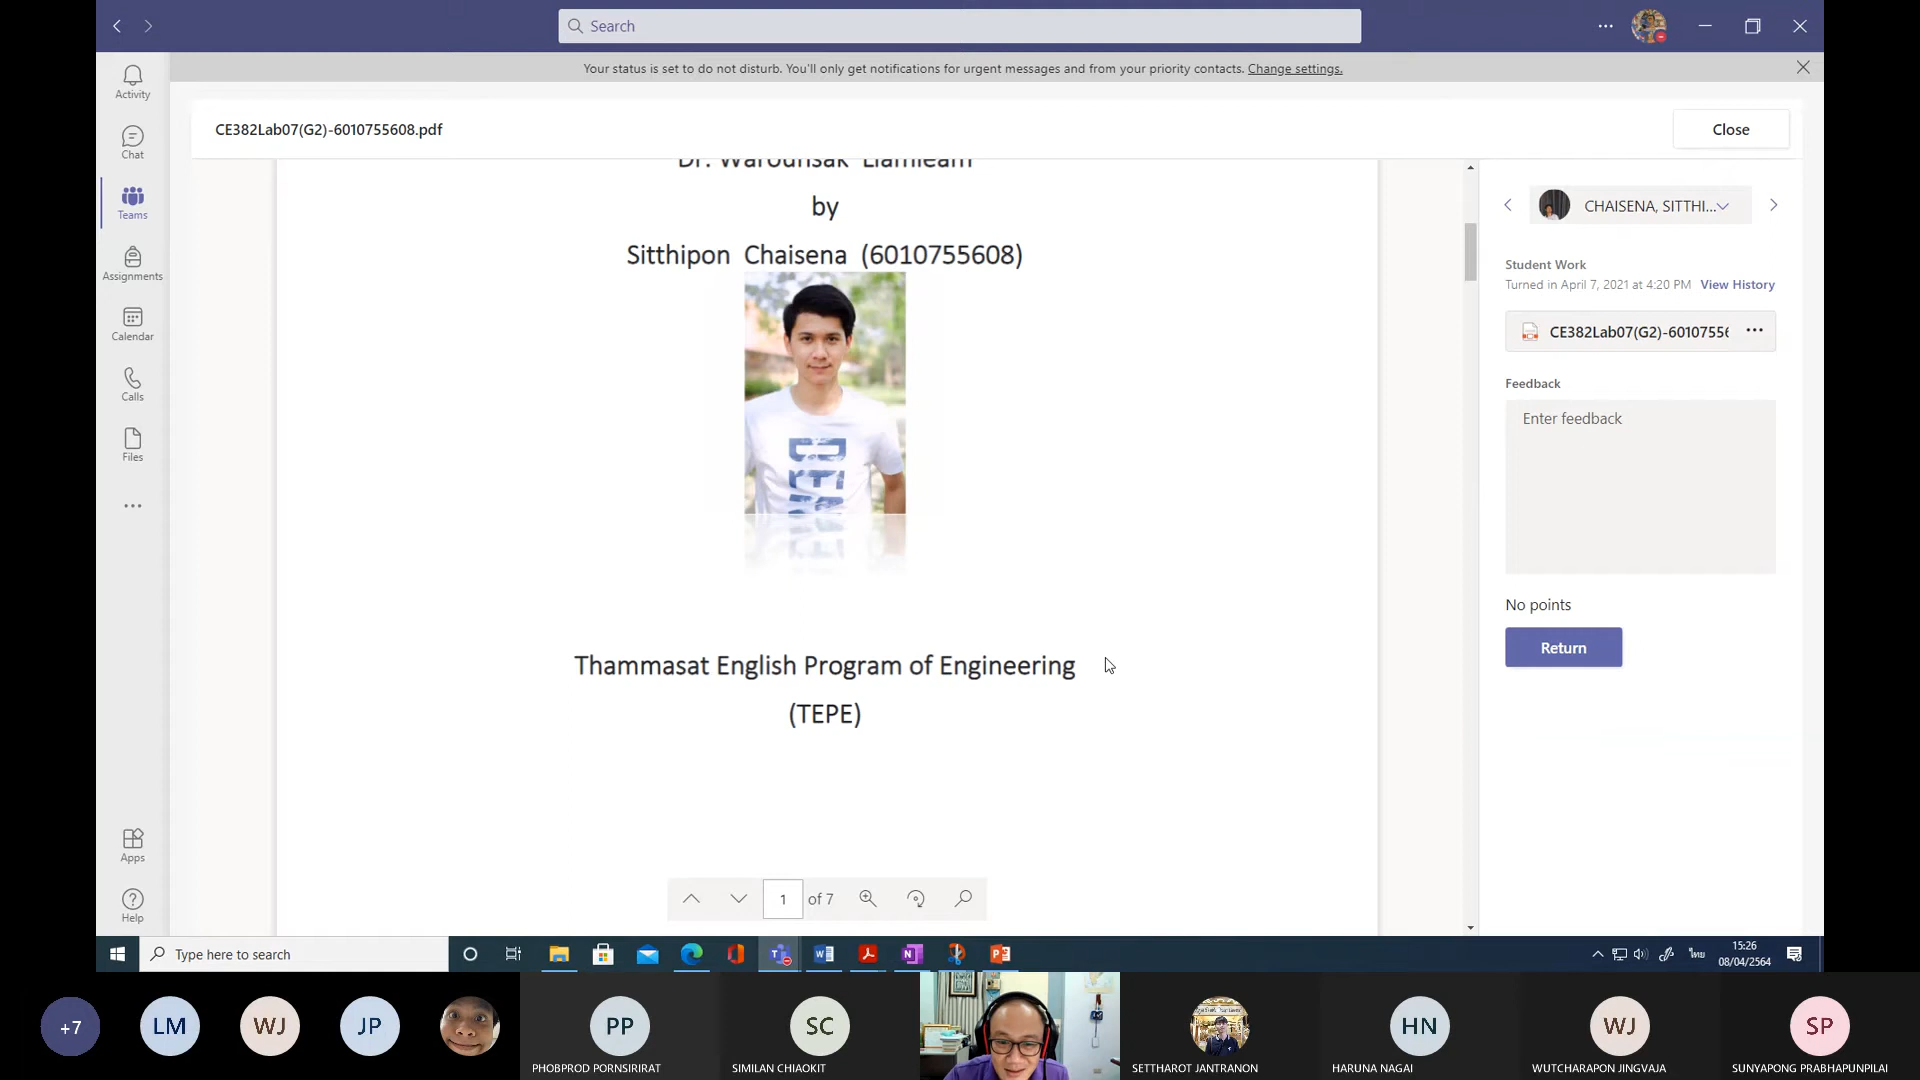 Search
Your status is set to do not disturb. You'll only get notifications for urgent messages and from your priority contacts. Change settings.
Activity
Chat
Teams
Assignments
Calendar
Calls
Files
Apps
Help
CE382Lab07(G2)-6010755608.pdf
Close
by
Sitthipon Chaisena (6010755608)
Thammasat English Program of Engineering
(TEPE)
1 of 7
CHAISENA, SITTHI...
Student Work
Turned in April 7, 2021 at 4:20 PM View History
CE382Lab07(G2)-6010755
Feedback
Enter feedback
No points
Return
Type here to search
ไทย
15:26
08/04/2564
+7
LM
WJ
JP
PP
PHOBPROD PORNSIRIRAT
SC
SIMILAN CHIAOKIT
SETTHAROT JANTRANON
HN
HARUNA NAGAI
WJ
WUTCHARAPON JINGVAJA
SP
SUNYAPONG PRABHAPUNPILAI